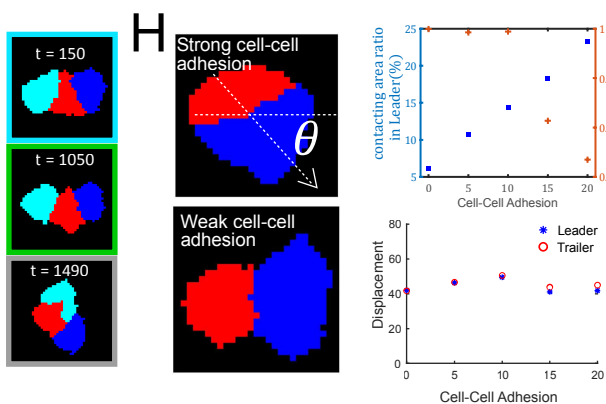 t = 150
t = 1050
t = 1490
H
Strong cell-cell
adhesion
θ
Weak cell-cell
adhesion
contacting area ratio
in Leader(%)
25
20
15
10
5
0 5 10 15 20
Cell-Cell Adhesion
Displacement
80
60
40
20
0
Leader
Trailer
0 5 10 15 20
Cell-Cell Adhesion